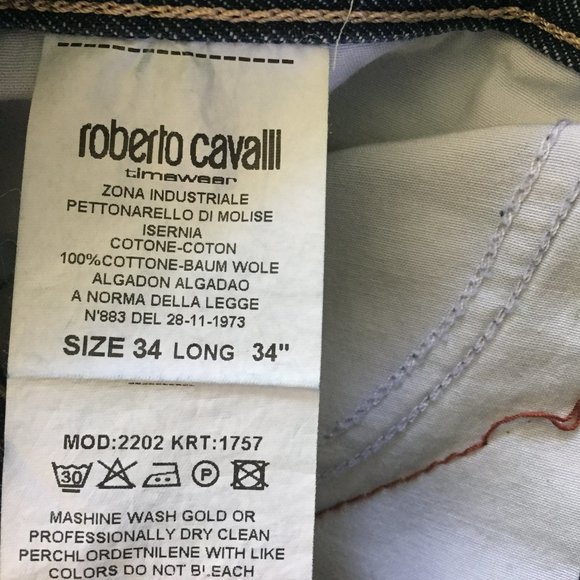 roberto cavalli
timewear
ZONA INDUSTRIALE
PETTONARELLO DI MOLISE
ISERNIA
COTONE-COTON
100%COTTONE-BAUM WOLE
ALGADON ALGADAO
A NORMA DELLA LEGGE
N'883 DEL 28-11-1973
SIZE 34 LONG 34"
MOD:2202 KRT:1757
30 P
MASHINE WASH GOLD OR
PROFESSIONALLY DRY CLEAN
PERCHLORDETNILENE WITH LIKE
COLORS DO NOT BLEACH